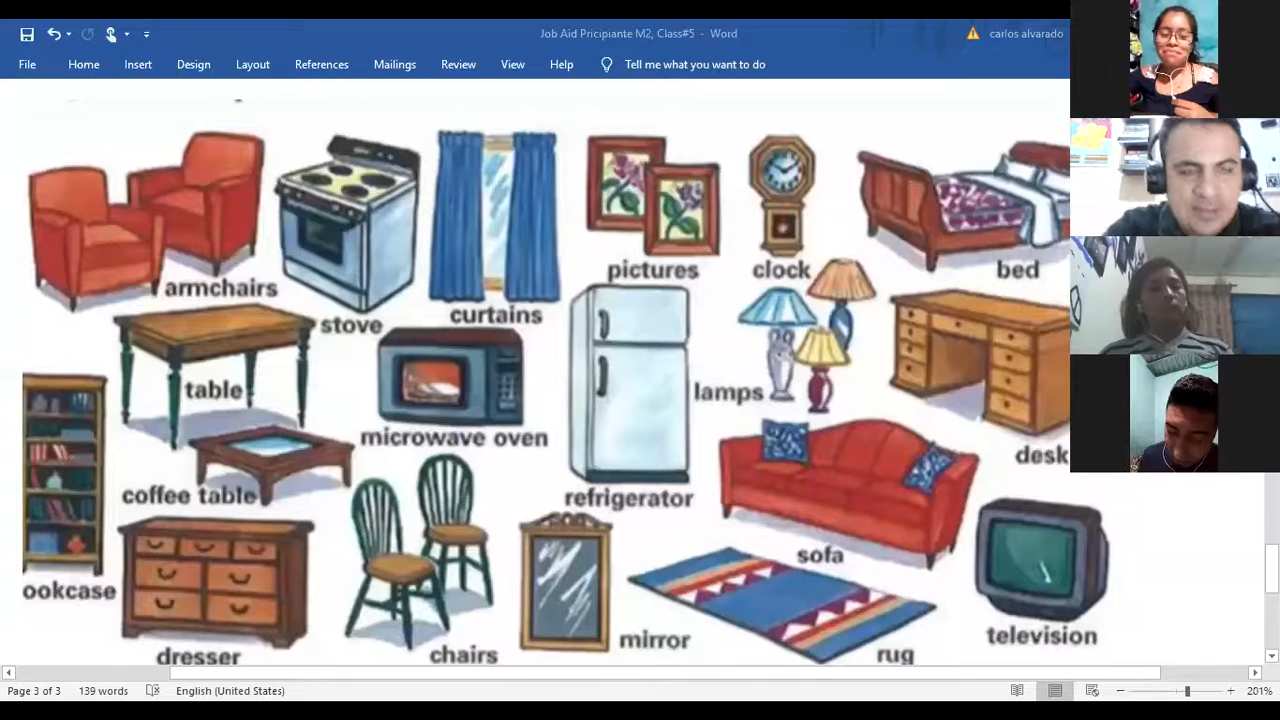 Job Aid Pricipiante M2, Class#5 - Word
carlos alvarado
File Home Insert Design Layout References Mailings Review View Help Tell me what you want to do
armchairs
stove
curtains
pictures
clock
bed
table
microwave oven
refrigerator
lamps
desk
coffee table
ookcase
dresser
chairs
mirror
sofa
rug
television
Page 3 of 3 139 words English (United States) 201%